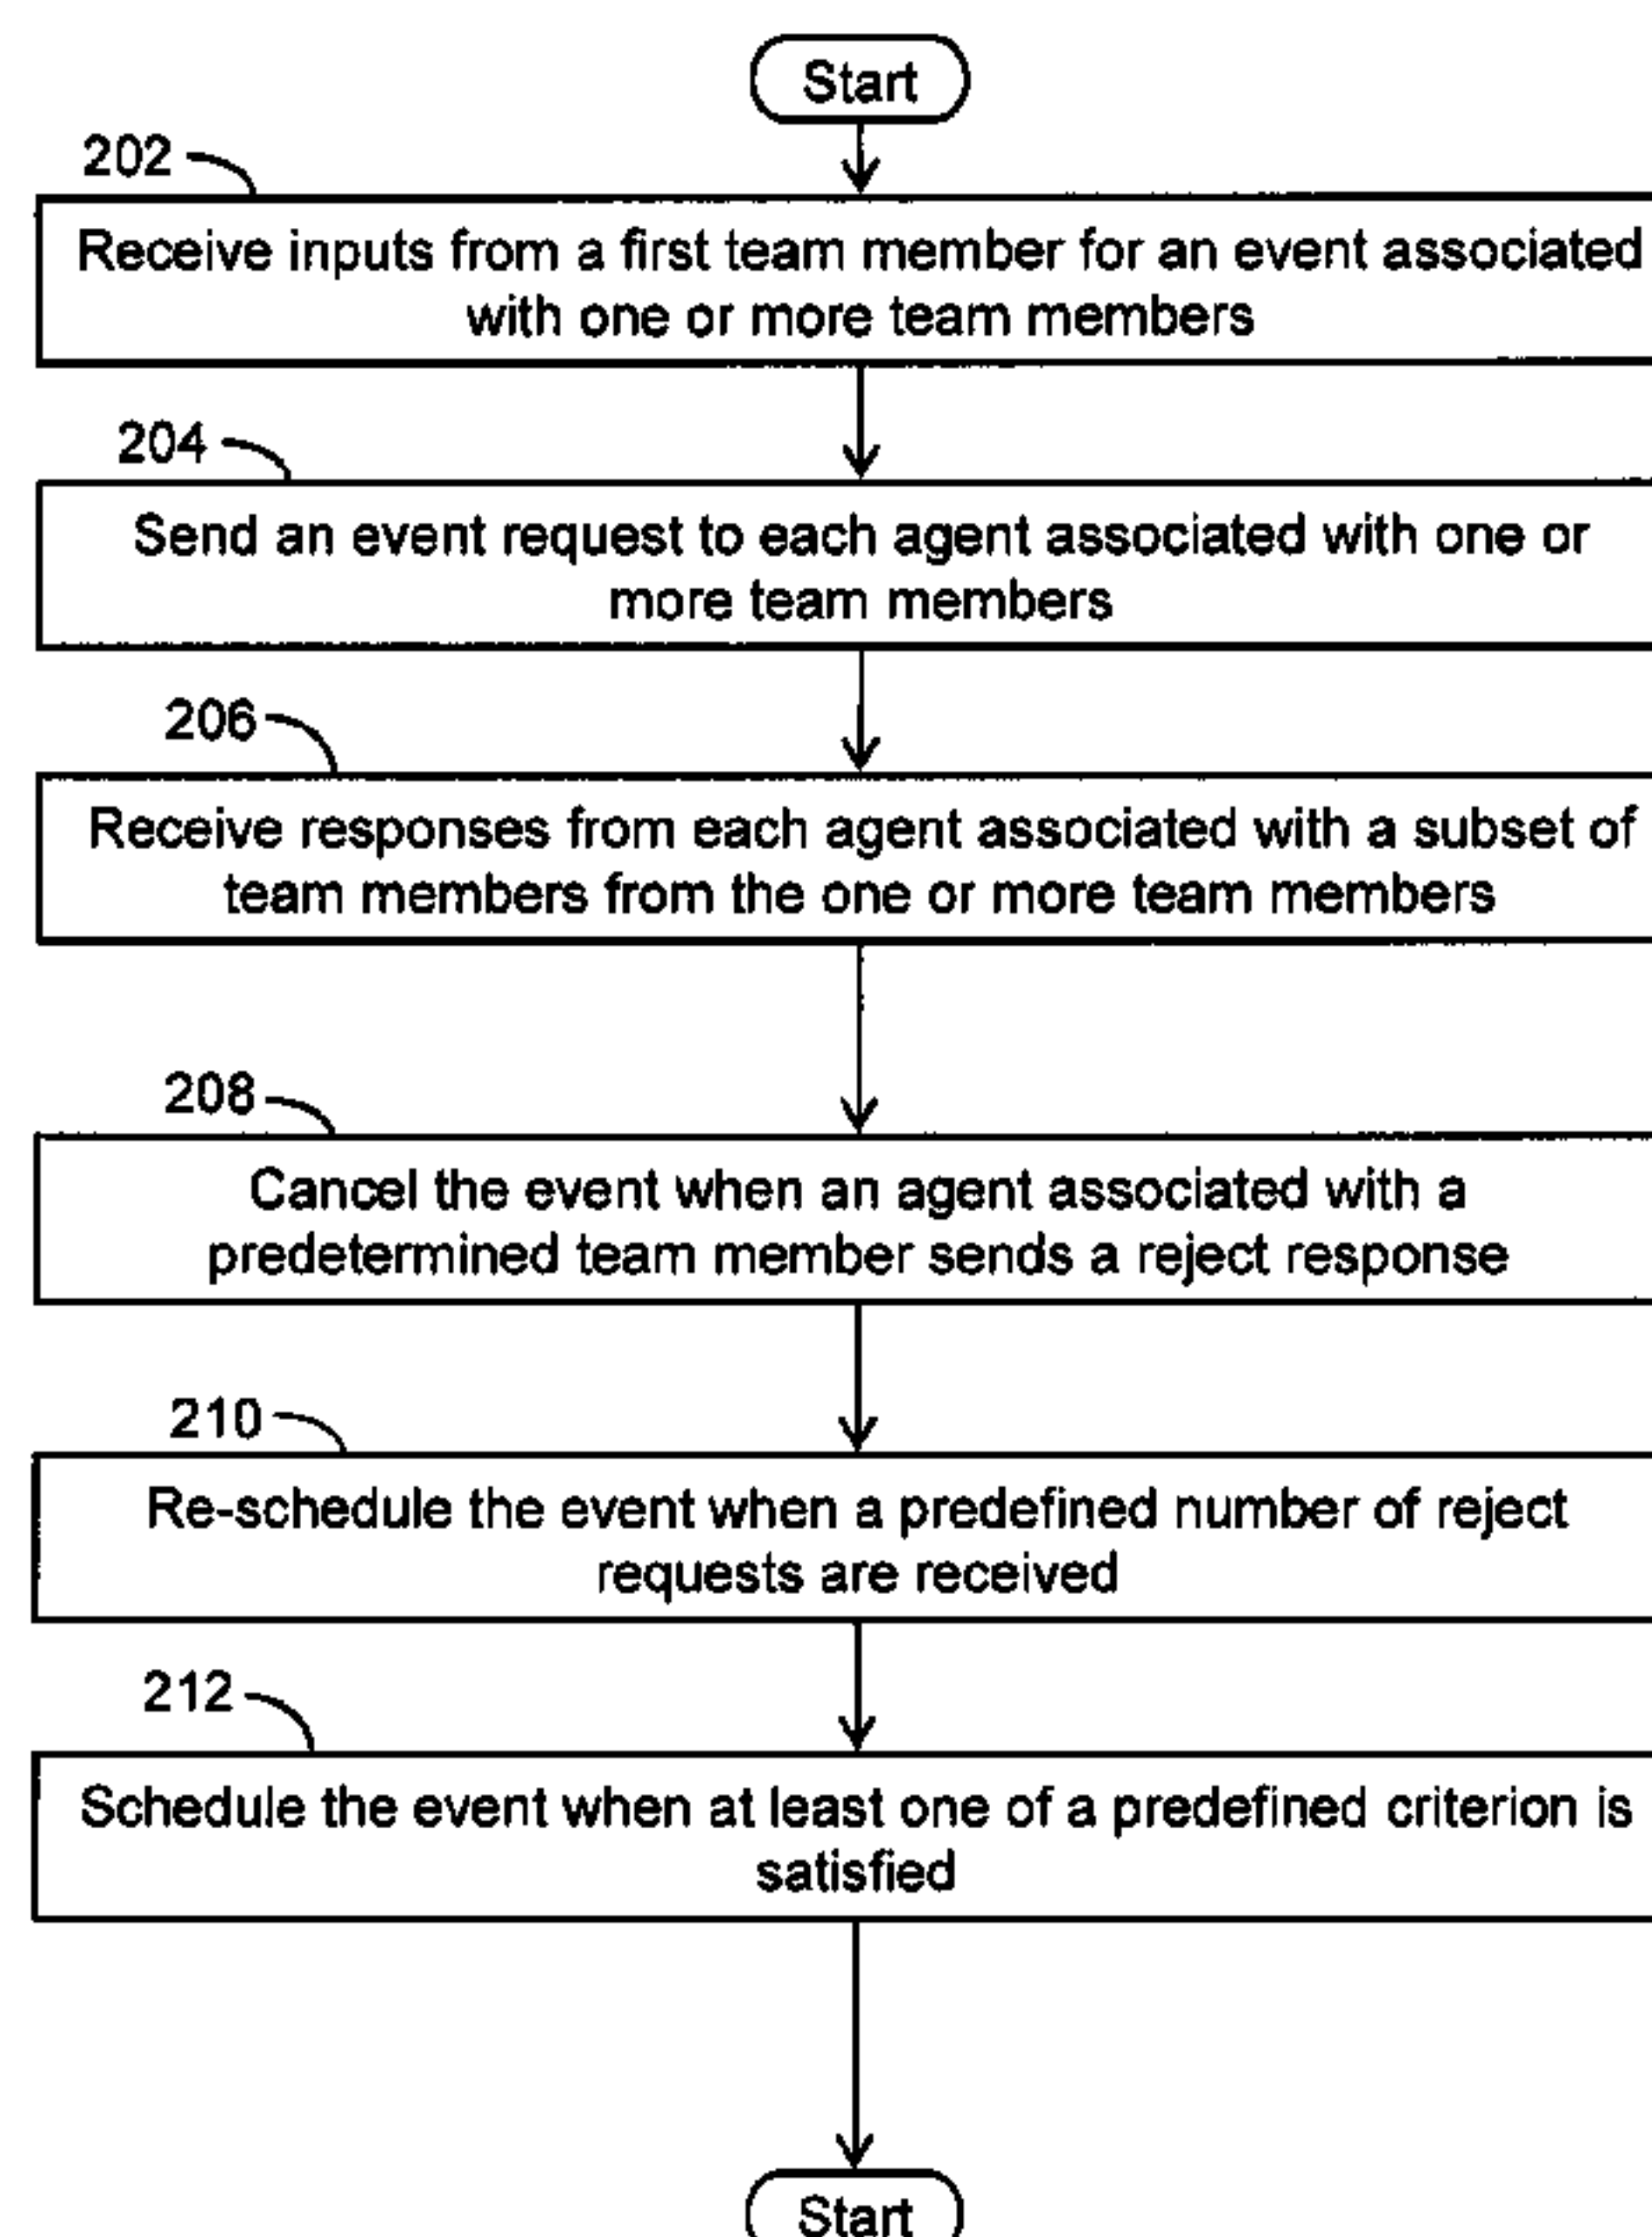 Start
202
Receive inputs from a first team member for an event associated
with one or more team members
204
Send an event request to each agent associated with one or
more team members
206
Receive responses from each agent associated with a subset of
team members from the one or more team members
208
Cancel the event when an agent associated with a
predetermined team member sends a reject response
210
Re-schedule the event when a predefined number of reject
requests are received
212
Schedule the event when at least one of a predefined criterion is
satisfied
Start